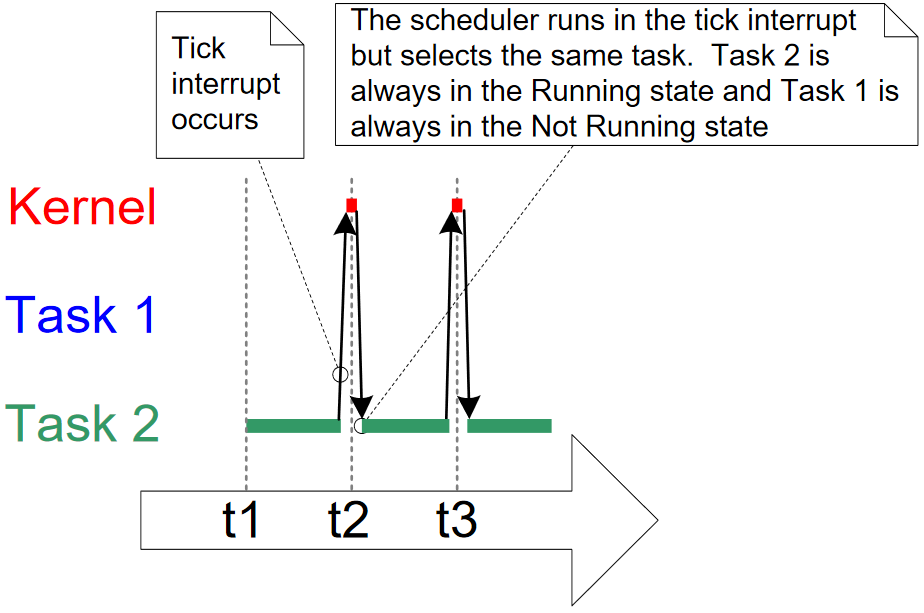 Tick
interrupt
occurs
The scheduler runs in the tick interrupt
but selects the same task.  Task 2 is
always in the Running state and Task 1 is
always in the Not Running state
Kernel
Task 1
Task 2
t1 t2 t3